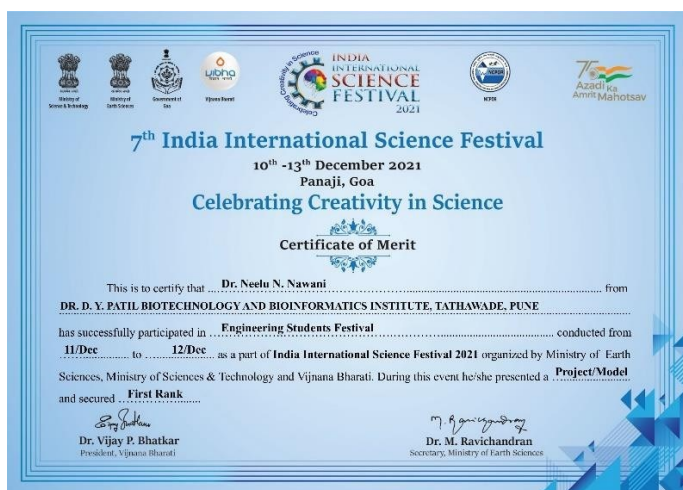 Ministry of
Science & Technology
Ministry of
Earth Sciences
Government of
Goa
vibha
Vijnana Bharati
Celebrating Creativity in Science
INDIA
INTERNATIONAL
SCIENCE
FESTIVAL
2021
NCPOR
75
Azadi Ka
Amrit Mahotsav
7th India International Science Festival
10th -13th December 2021
Panaji, Goa
Celebrating Creativity in Science
Certificate of Merit
This is to certify that Dr. Neelu N. Nawani from
DR. D. Y. PATIL BIOTECHNOLOGY AND BIOINFORMATICS INSTITUTE, TATHAWADE, PUNE
has successfully participated in Engineering Students Festival conducted from
11/Dec to 12/Dec as a part of India International Science Festival 2021 organized by Ministry of Earth
Sciences, Ministry of Sciences & Technology and Vijnana Bharati. During this event he/she presented a Project/Model
and secured First Rank
M. Ravichandran
Dr. Vijay P. Bhatkar
President, Vijnana Bharati
Dr. M. Ravichandran
Secretary, Ministry of Earth Sciences